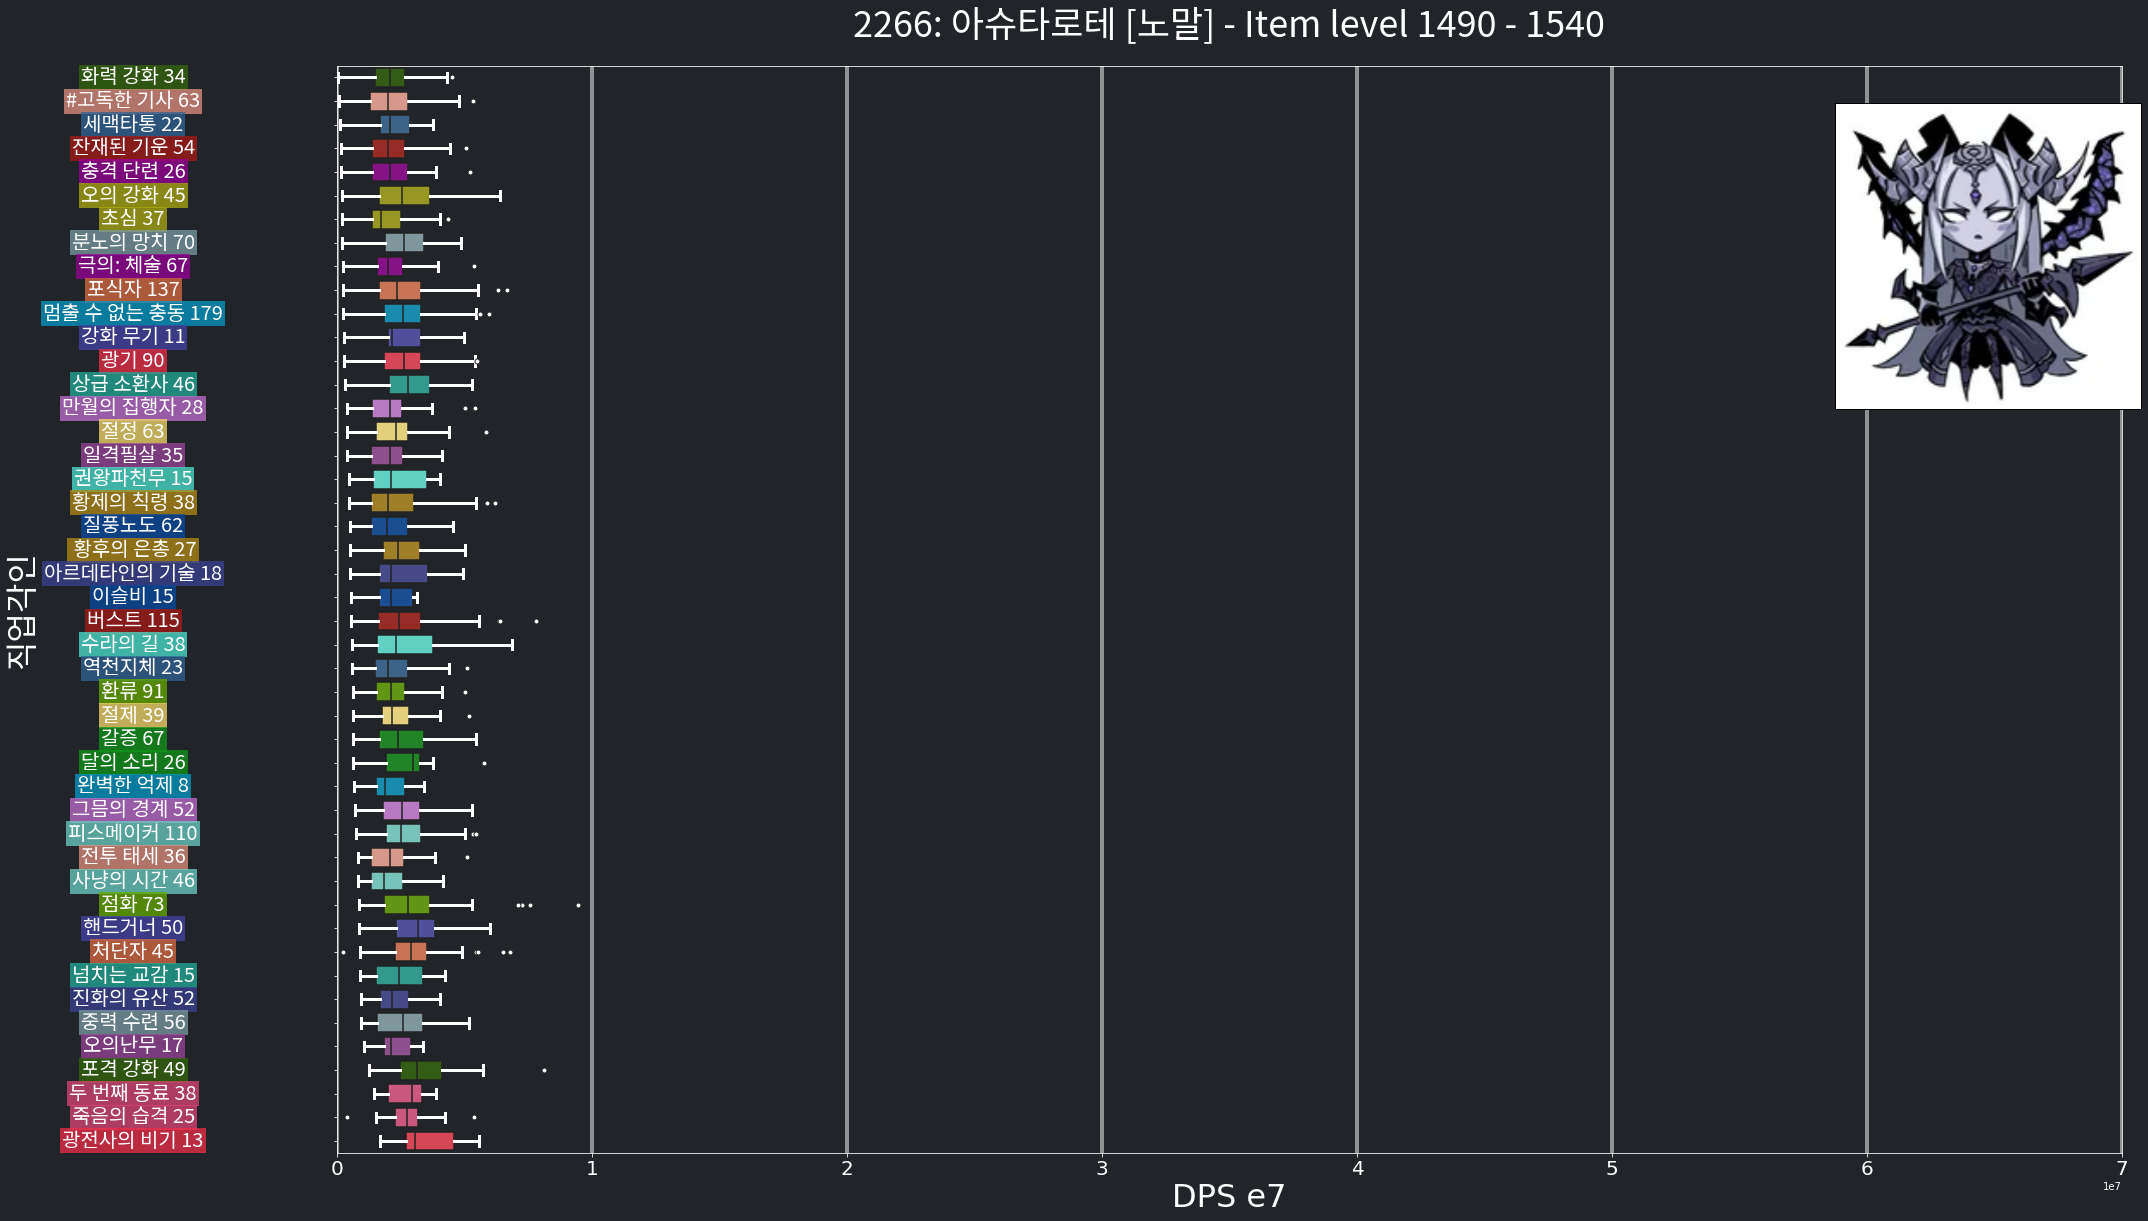 2266: 아슈타로테 [노말] - Item level 1490 - 1540
화력 강화 34
#고독한 기사 63
세맥타통 22
잔재된 기운 54
충격 단련 26
오의 강화 45
초심 37
분노의 망치 70
극의: 체술 67
포식자 137
멈출 수 없는 충동 179
강화 무기 11
광기 90
상급 소환사 46
만월의 집행자 28
절정 63
일격필살 35
권왕파천무 15
황제의 칙령 38
질풍노도 62
황후의 은총 27
아르데타인의 기술 18
이슬비 15
버스트 115
수라의 길 38
역천지체 23
환류 91
절제 39
갈증 67
달의 소리 26
완벽한 억제 8
그믐의 경계 52
피스메이커 110
전투 태세 36
사냥의 시간 46
점화 73
핸드거너 50
처단자 45
넘치는 교감 15
진화의 유산 52
중력 수련 56
오의난무 17
포격 강화 49
두 번째 동료 38
죽음의 습격 25
광전사의 비기 13
직업각인
0 1 2 3 4 5 6 7
1e7
DPS e7